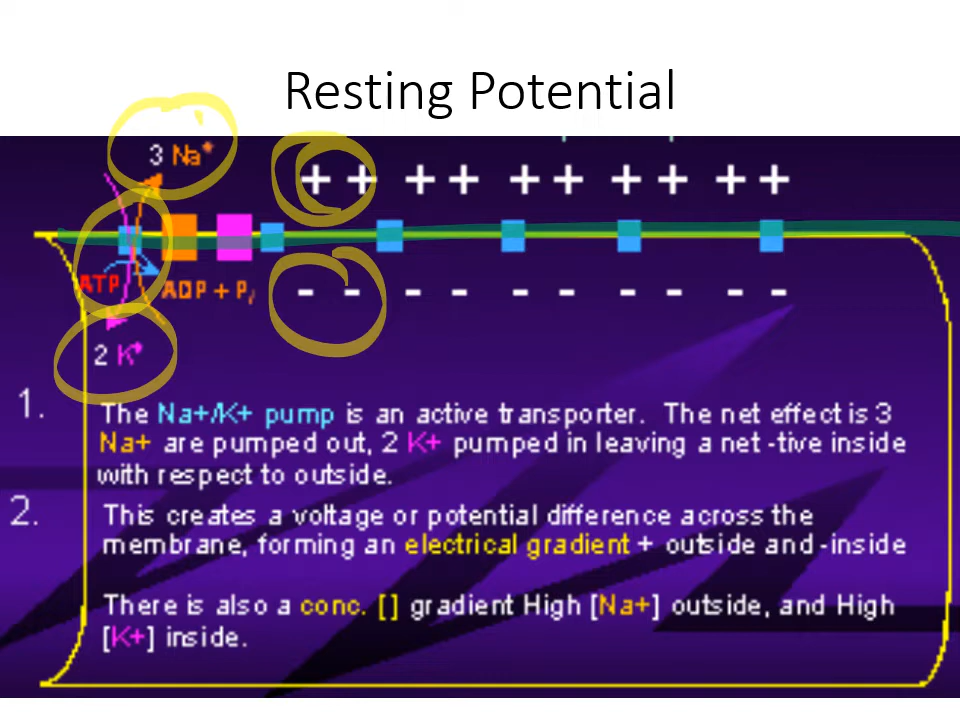 Resting Potential
3 Na+
+ + + + + + + + + +
ATP
ADP + Pi
- - - - - - - - - -
2 K+
1. The Na+/K+ pump is an active transporter. The net effect is 3
Na+ are pumped out, 2 K+ pumped in leaving a net -tive inside
with respect to outside.
2. This creates a voltage or potential difference across the
membrane, forming an electrical gradient + outside and -inside
There is also a conc. [] gradient High [Na+] outside, and High
[K+] inside.